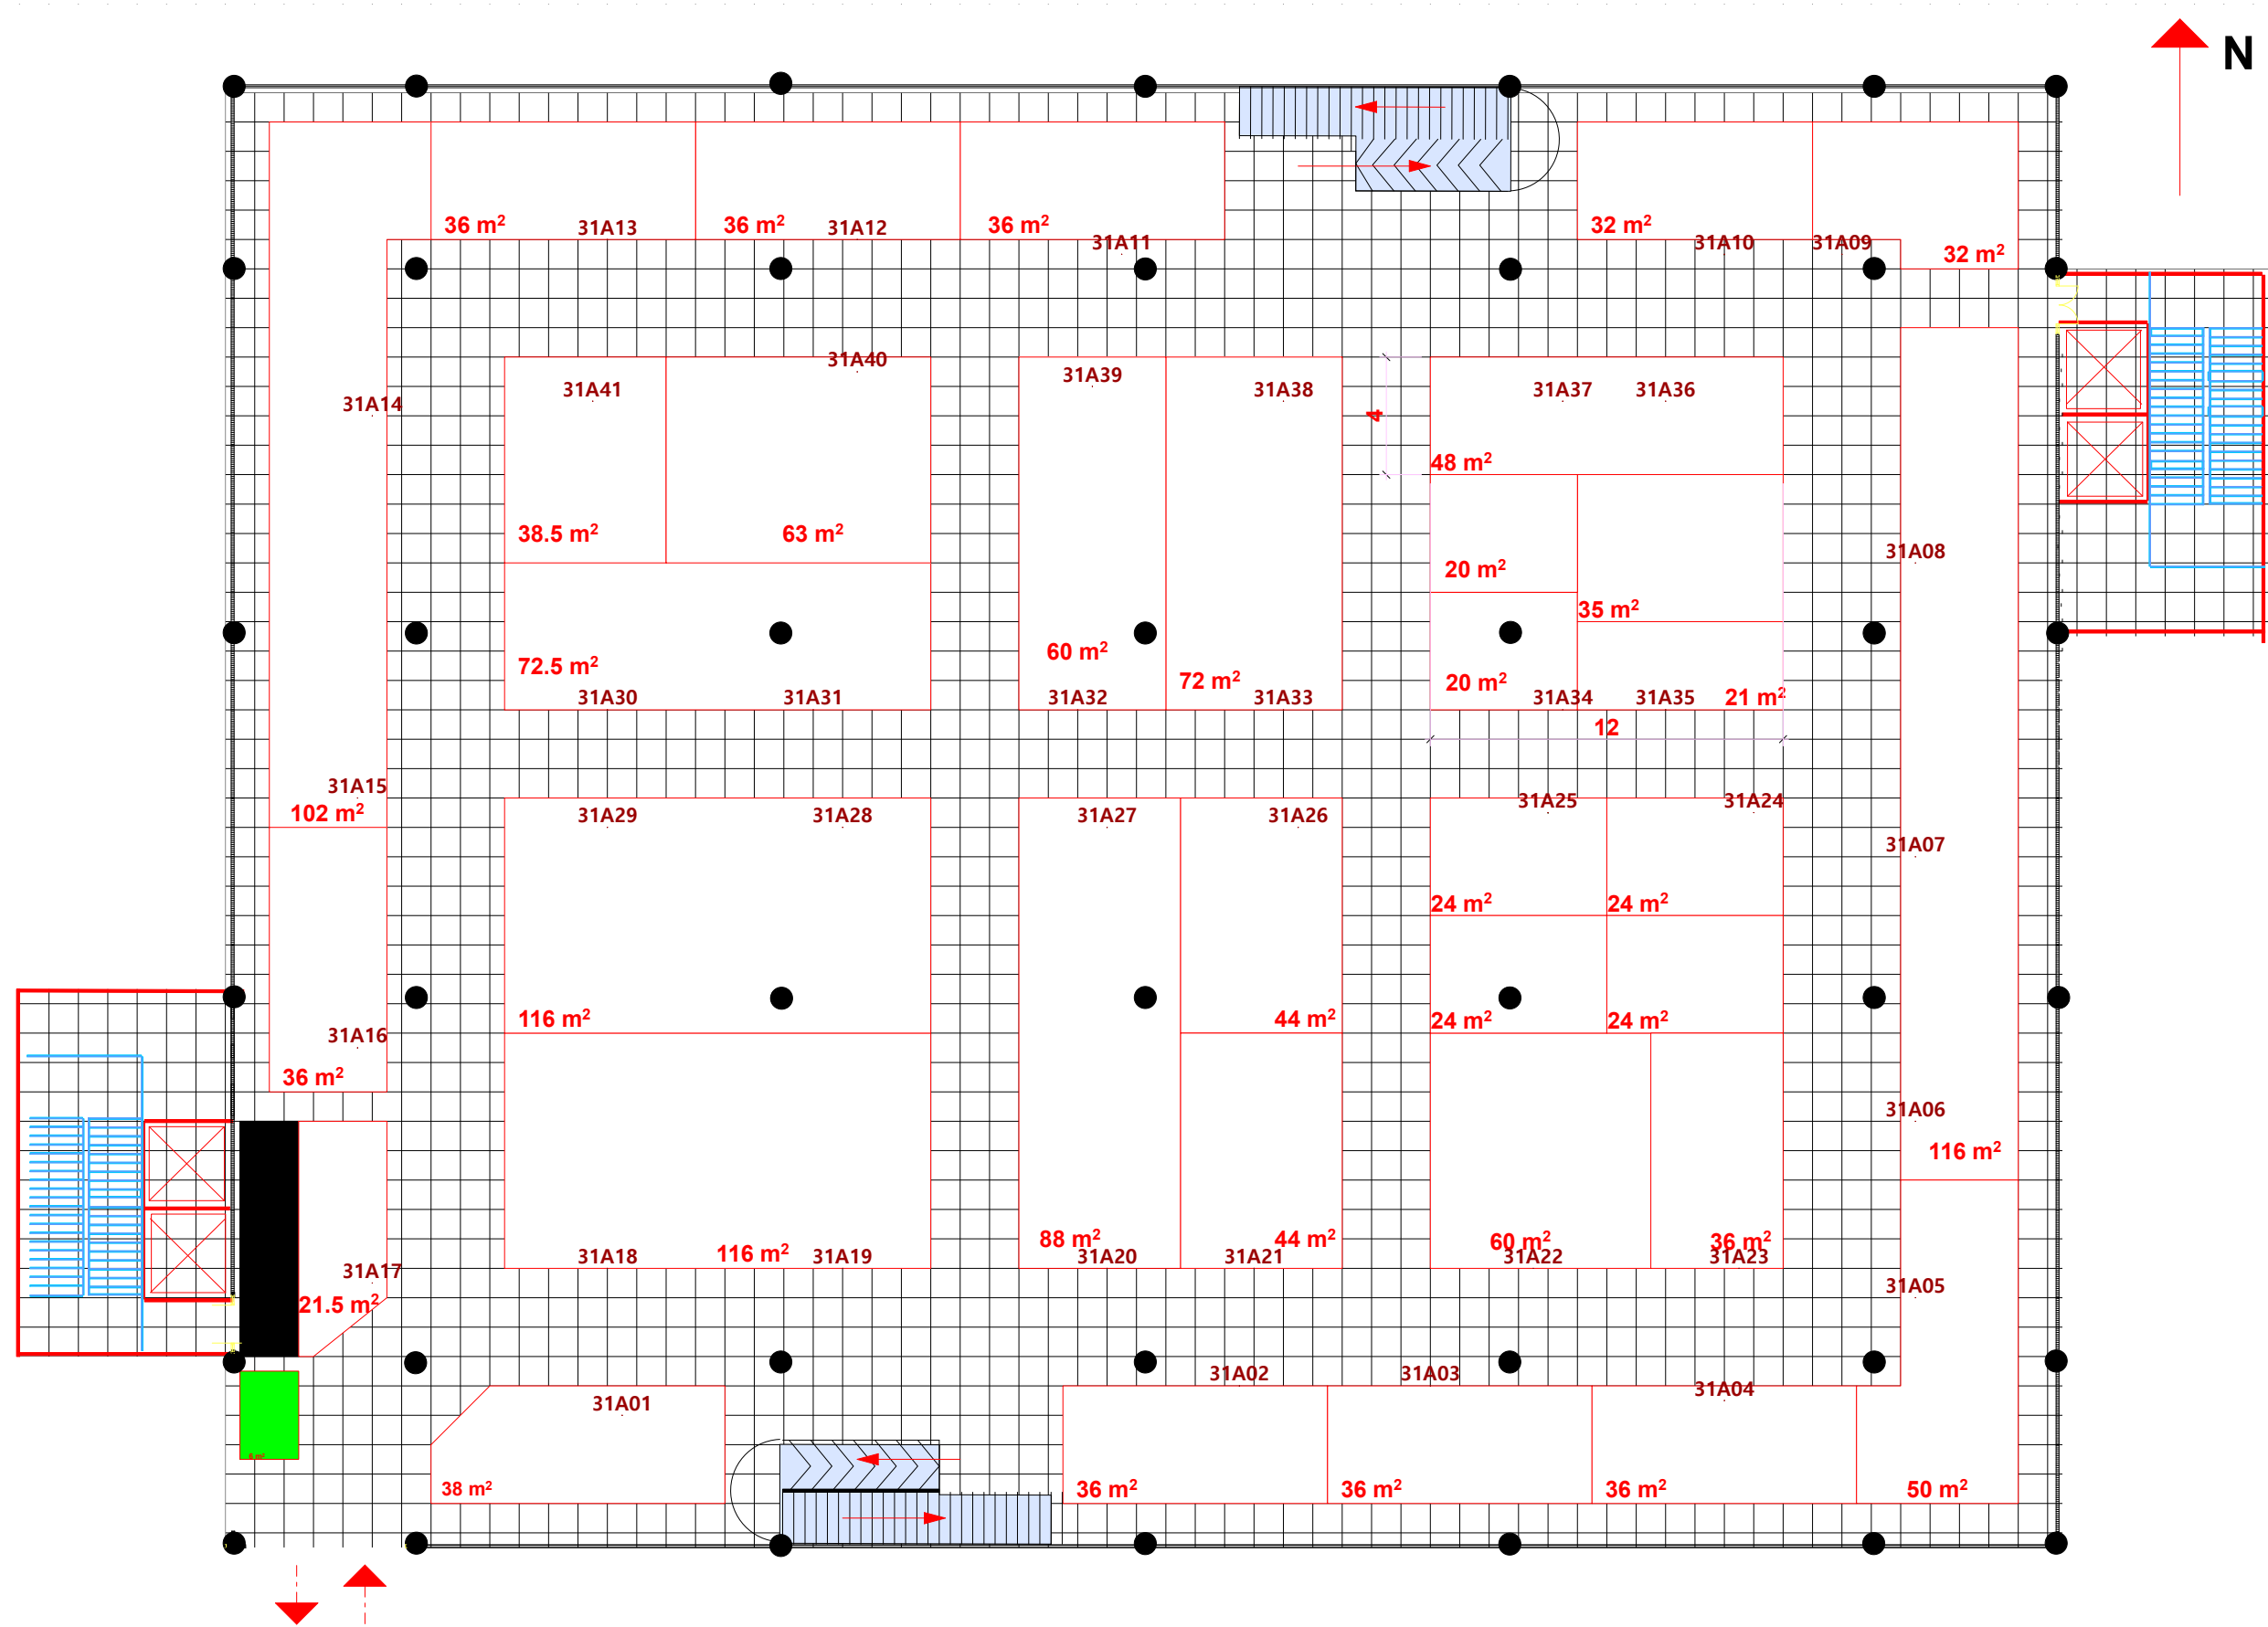 N
36 m²
31A13
36 m²
31A12
36 m²
31A11
32 m²
31A10
31A09
32 m²
31A14
31A41
31A40
31A39
31A38
31A37
31A36
4
48 m²
38.5 m²
63 m²
20 m²
35 m²
31A08
72.5 m²
60 m²
72 m²
20 m²
21 m²
31A30
31A31
31A32
31A33
31A34
31A35
12
31A15
102 m²
31A29
31A28
31A27
31A26
31A25
31A24
31A07
24 m²
24 m²
116 m²
44 m²
24 m²
24 m²
31A16
36 m²
31A06
116 m²
88 m²
44 m²
60 m²
36 m²
31A18
116 m²
31A19
31A20
31A21
31A22
31A23
31A17
21.5 m²
31A05
31A01
31A02
31A03
31A04
6 m²
38 m²
36 m²
36 m²
36 m²
50 m²